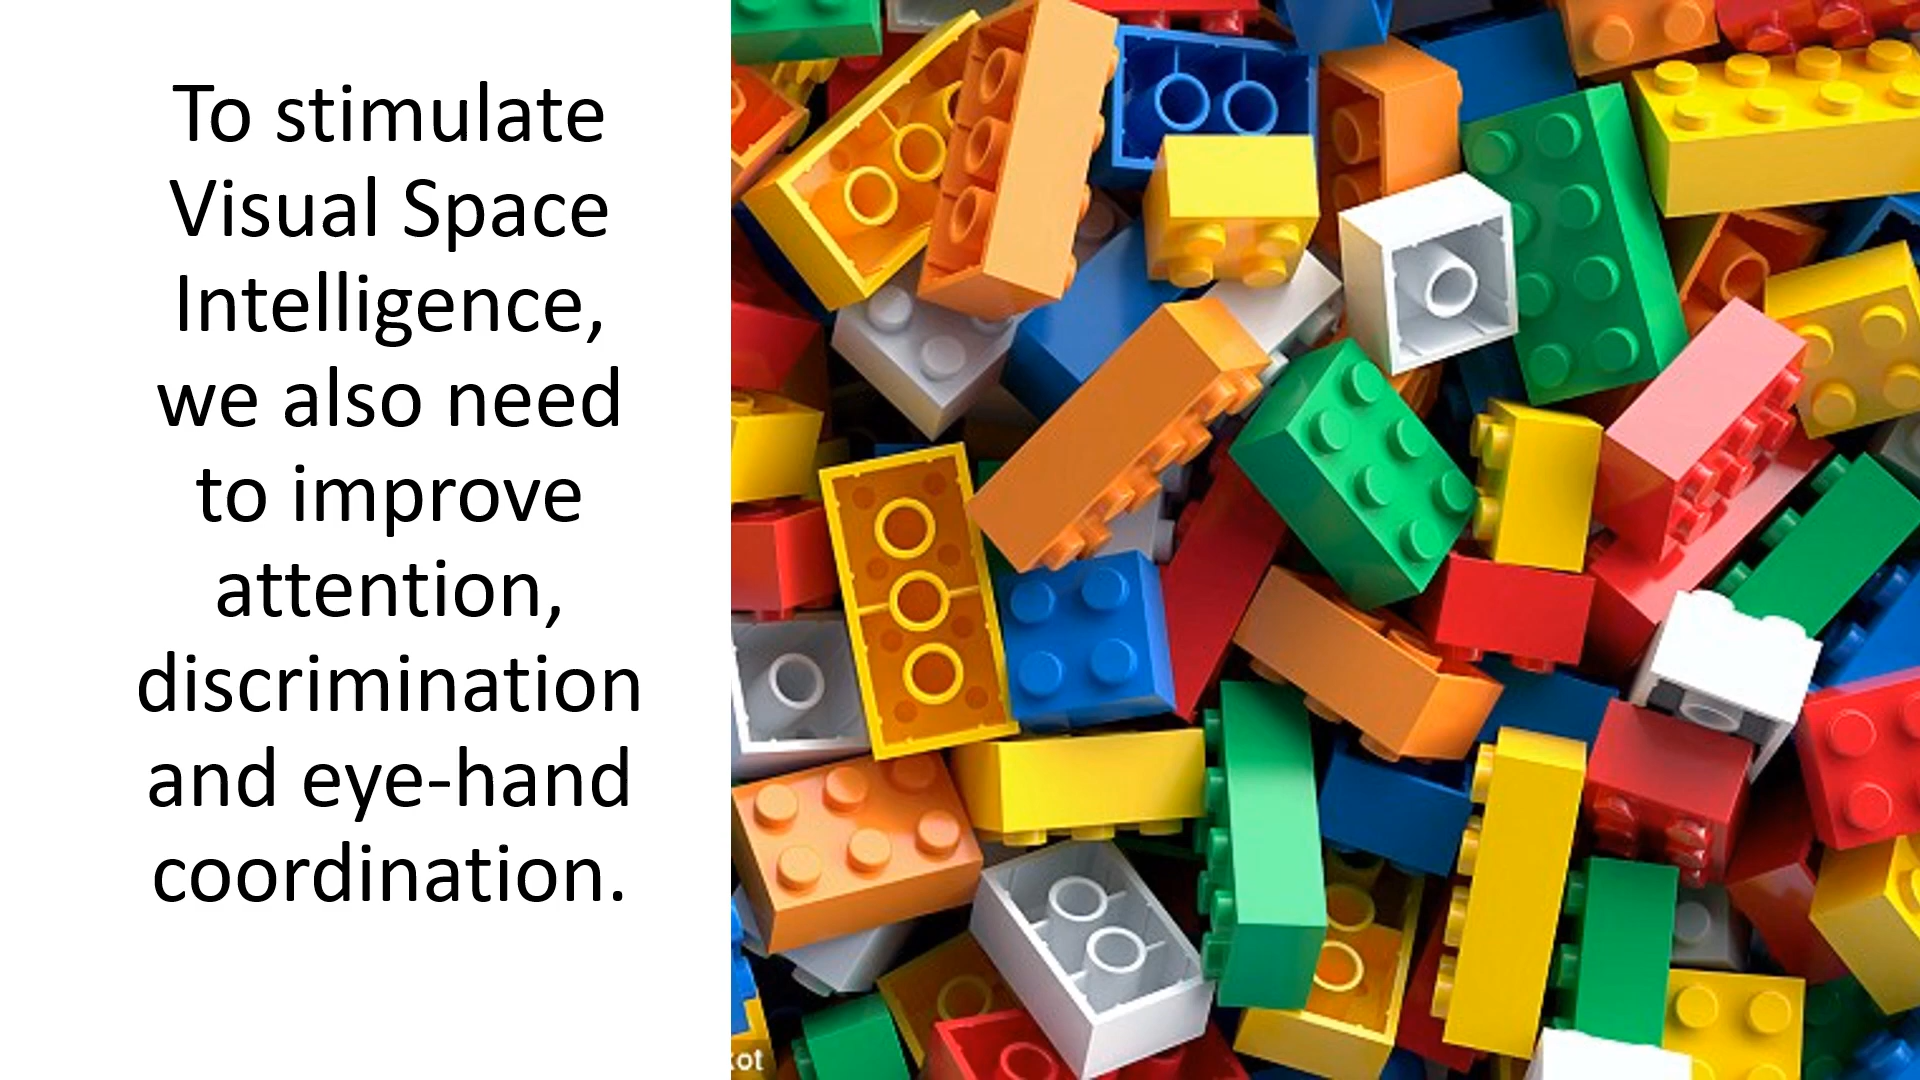 To stimulate
Visual Space
Intelligence,
we also need
to improve
attention,
discrimination
and eye-hand
coordination.